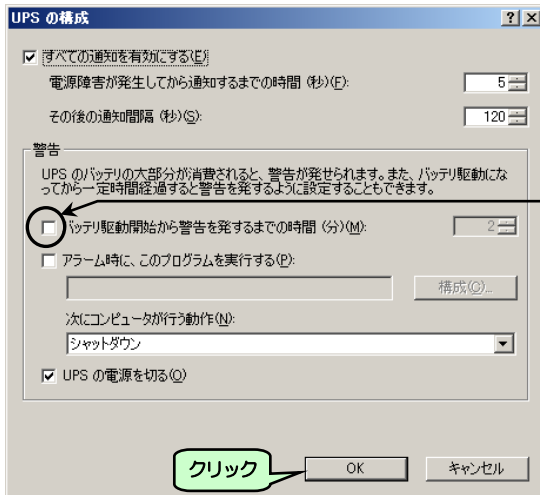 UPS の構成
すべての通知を有効にする(E)
電源障害が発生してから通知するまでの時間 (秒)(F):
5
その後の通知間隔 (秒)(S):
120
警告
UPS のバッテリの大部分が消費されると、警告が発せられます。また、バッテリ駆動にな
ってから一定時間経過すると警告を発するように設定することもできます。
バッテリ駆動開始から警告を発するまでの時間 (分)(M):
2
アラーム時に、このプログラムを実行する(P):
構成(C)...
次にコンピュータが行う動作(N):
シャットダウン
UPS の電源を切る(O)
クリック
OK
キャンセル